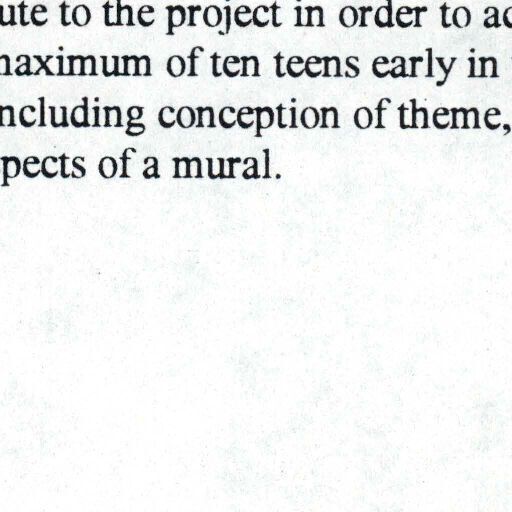 ute to the project in order to ac
naximum of ten teens early in
ncluding conception of theme,
pects of a mural.